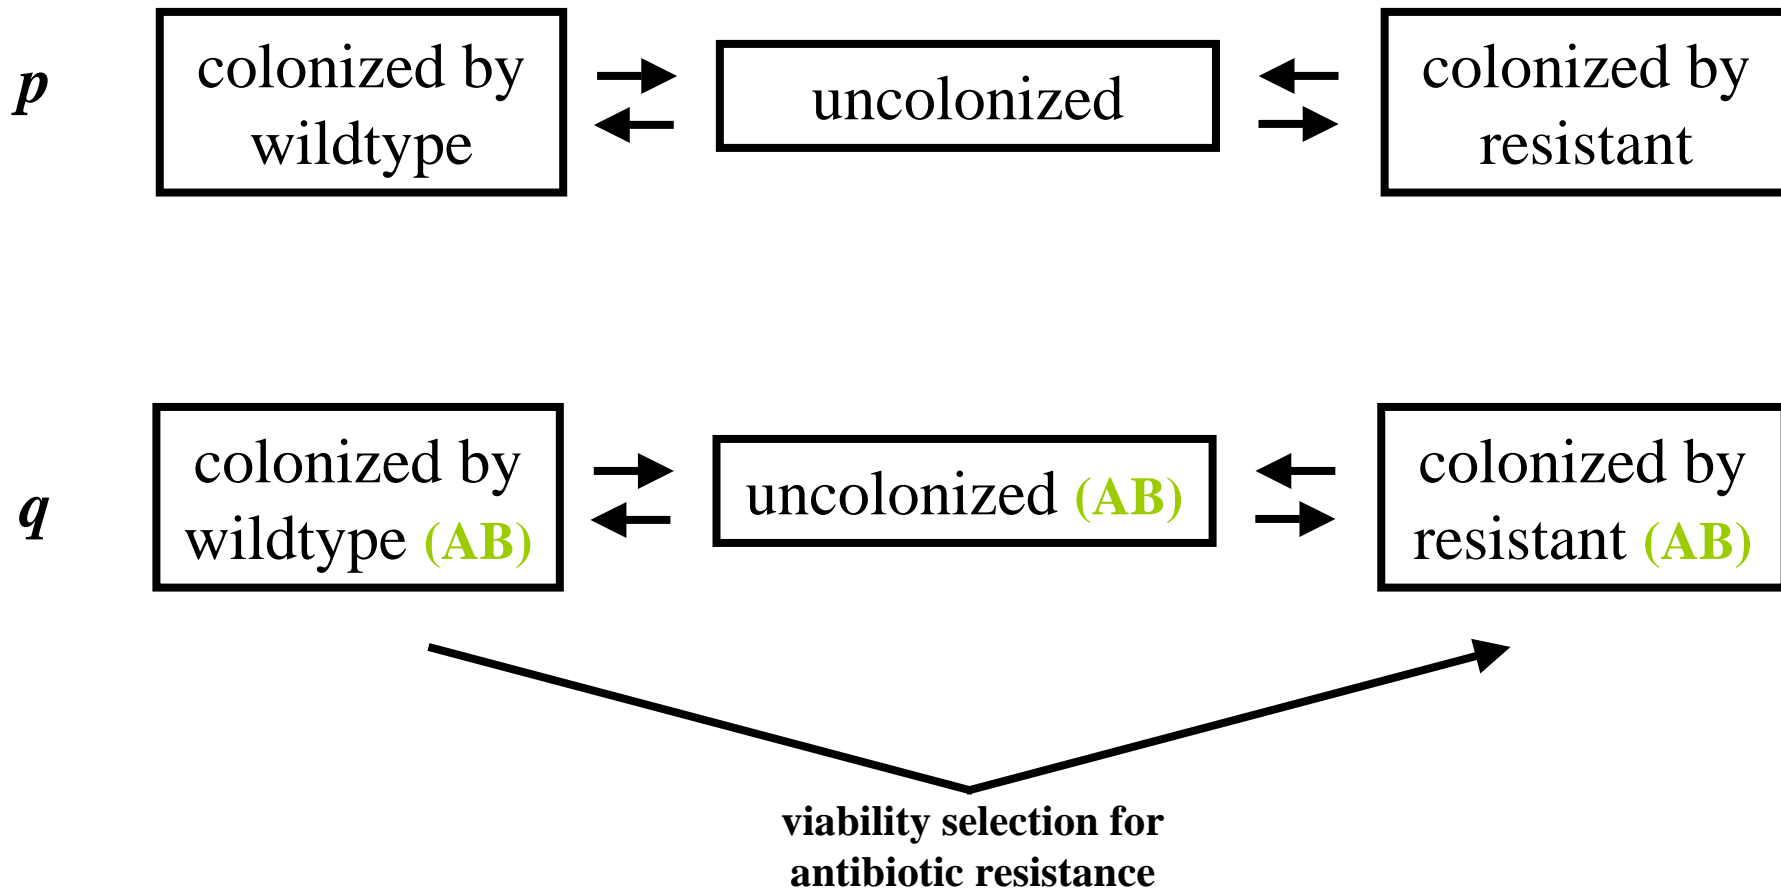 p
colonized by
wildtype
uncolonized
colonized by
resistant
q
colonized by
wildtype (AB)
uncolonized (AB)
colonized by
resistant (AB)
viability selection for
antibiotic resistance